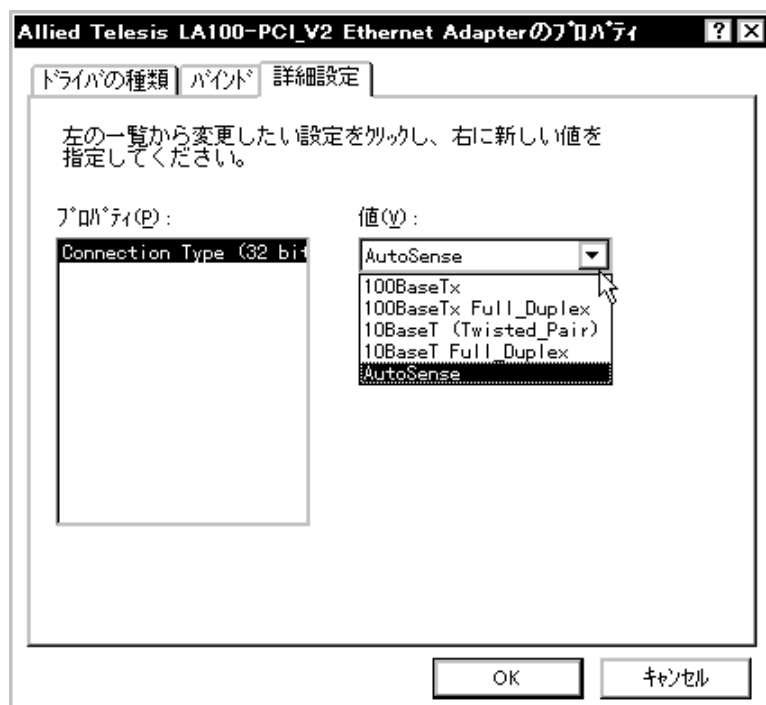 Allied Telesis LA100-PCI_V2 Ethernet Adapterのﾌﾟﾛﾊﾟﾃｨ
ﾄﾞﾗｲﾊﾞの種類 ﾊﾞｲﾝﾄﾞ 詳細設定
左の一覧から変更したい設定をｸﾘｯｸし、右に新しい値を
指定してください。
ﾌﾟﾛﾊﾟﾃｨ(P): 値(V):
Connection Type (32 bit AutoSense
100BaseTx
100BaseTx Full_Duplex
10BaseT (Twisted_Pair)
10BaseT Full_Duplex
AutoSense
OK ｷｬﾝｾﾙ